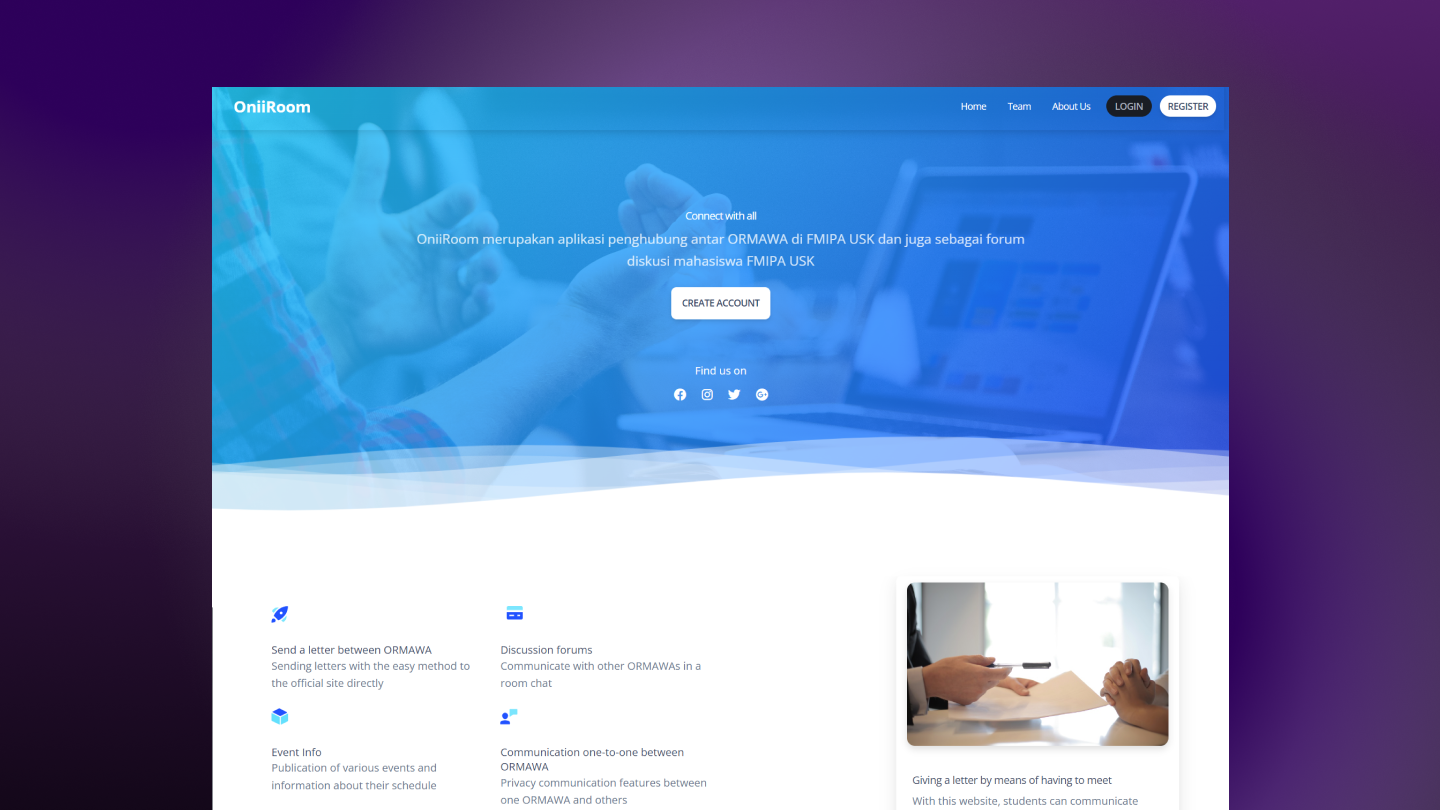 OniiRoom
Home
Team
About Us
LOGIN
REGISTER
Connect with all
OniiRoom merupakan aplikasi penghubung antar ORMAWA di FMIPA USK dan juga sebagai forum
diskusi mahasiswa FMIPA USK
CREATE ACCOUNT
Find us on
Send a letter between ORMAWA
Sending letters with the easy method to
the official site directly
Discussion forums
Communicate with other ORMAWAs in a
room chat
Event Info
Publication of various events and
information about their schedule
Communication one-to-one between
ORMAWA
Privacy communication features between
one ORMAWA and others
Giving a letter by means of having to meet
With this website, students can communicate